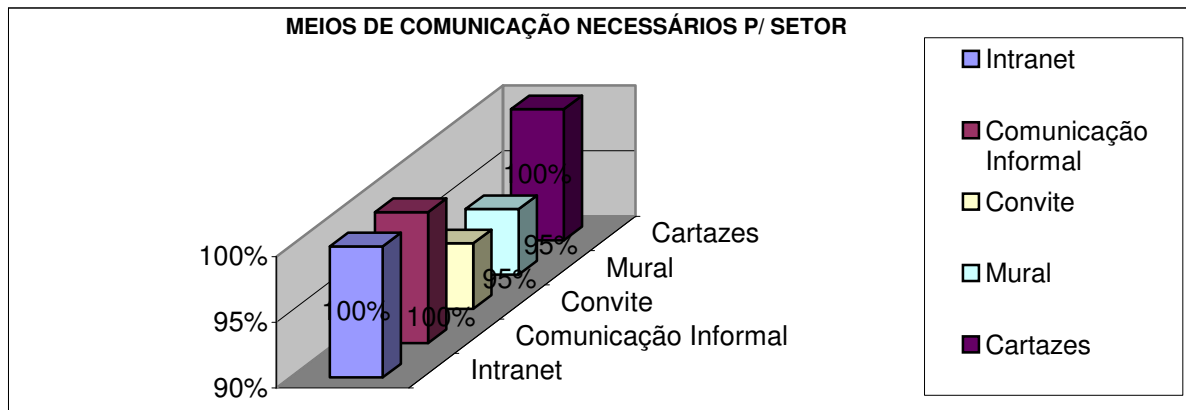 MEIOS DE COMUNICAÇÃO NECESSÁRIOS P/ SETOR
100%
95%
90%
100%
100%
95%
95%
100%
Intranet
Comunicação Informal
Convite
Mural
Cartazes
Intranet
Comunicação
Informal
Convite
Mural
Cartazes